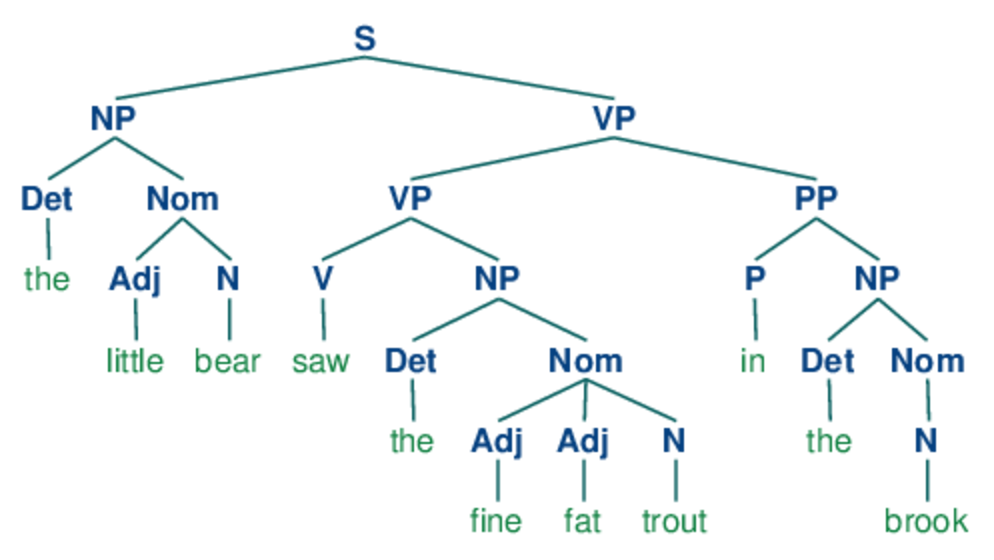 S
NP VP
Det Nom VP PP
the Adj N V NP P NP
little bear saw Det Nom in Det Nom
the Adj Adj N the N
fine fat trout brook